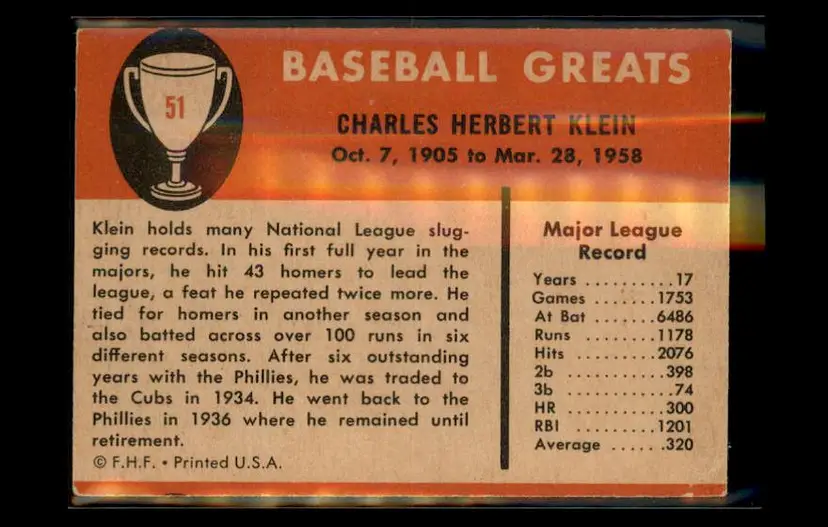 51
BASEBALL GREATS
CHARLES HERBERT KLEIN
Oct. 7, 1905 to Mar. 28, 1958
Klein holds many National League slug-
ging records. In his first full year in the
majors, he hit 43 homers to lead the
league, a feat he repeated twice more. He
tied for homers in another season and
also batted across over 100 runs in six
different seasons. After six outstanding
years with the Phillies, he was traded to
the Cubs in 1934. He went back to the
Phillies in 1936 where he remained until
retirement.
© F.H.F. • Printed U.S.A.
Major League
Record
Years ..........17
Games ......1753
At Bat .......6486
Runs .........1178
Hits ..........2076
2b .............398
3b ...............74
HR ............300
RBI ...........1201
Average ......320